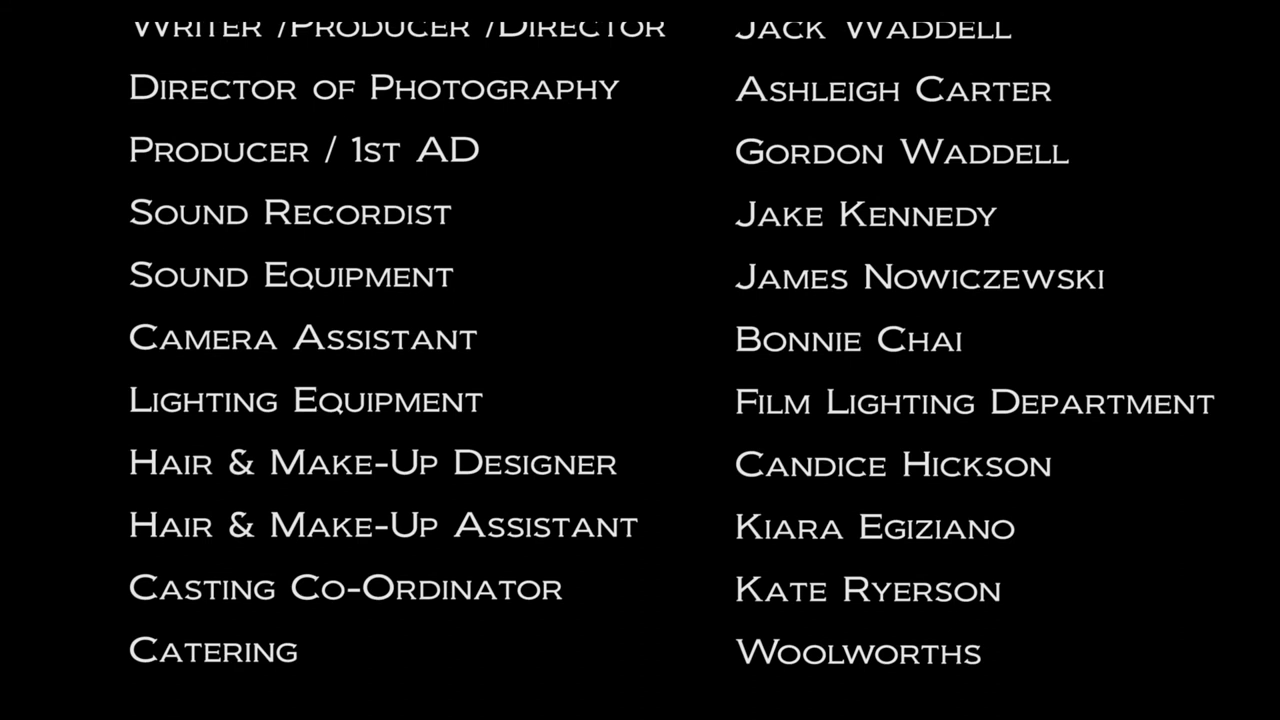 Writer /Producer /Director Jack Waddell
Director of Photography Ashleigh Carter
Producer / 1st AD Gordon Waddell
Sound Recordist Jake Kennedy
Sound Equipment James Nowiczewski
Camera Assistant Bonnie Chai
Lighting Equipment Film Lighting Department
Hair & Make-Up Designer Candice Hickson
Hair & Make-Up Assistant Kiara Egiziano
Casting Co-Ordinator Kate Ryerson
Catering Woolworths